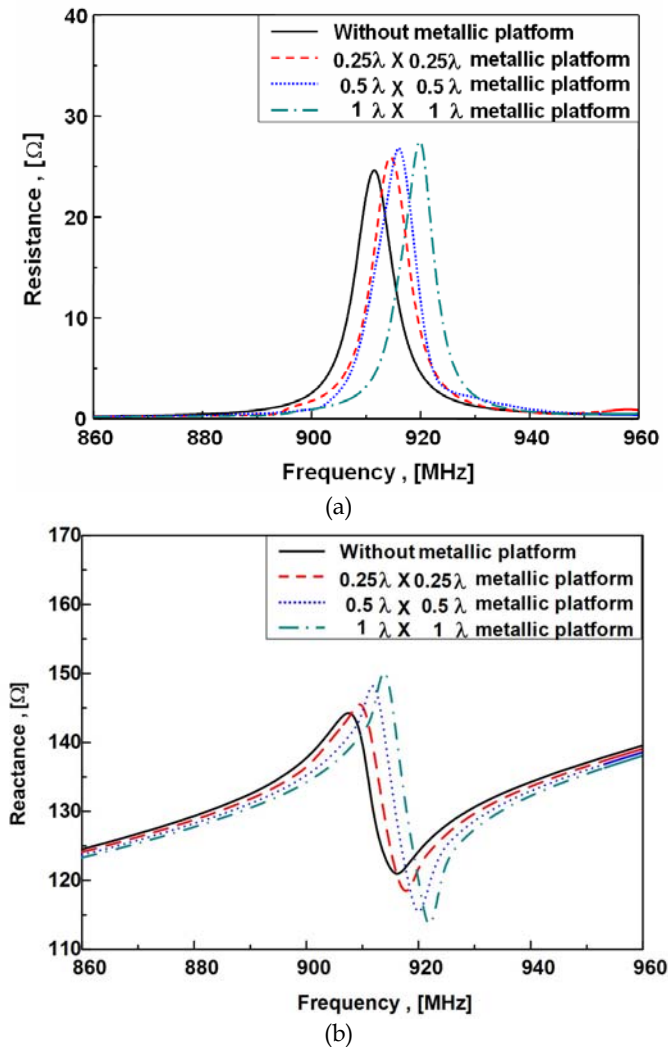 Without metallic platform
0.25λ X 0.25λ metallic platform
0.5 λ X 0.5 λ metallic platform
1 λ X 1 λ metallic platform
50
40
30
20
10
0
Resistance , [Ω]
860 880 900 920 940 960
Frequency , [MHz]
(a)
Without metallic platform
0.25λ X 0.25λ metallic platform
0.5 λ X 0.5 λ metallic platform
1 λ X 1 λ metallic platform
170
160
150
140
130
120
110
Reactance , [Ω]
860 880 900 920 940 960
Frequency , [MHz]
(b)